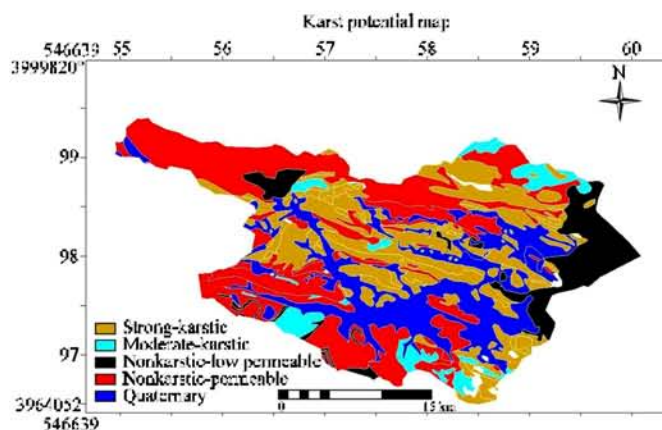 Karst potential map
546639 55 56 57 58 59 60
3999820
N
99
98
97
Strong-karstic
Moderate-karstic
Nonkarstic-low permeable
Nonkarstic-permeable
Quaternary
3964052
546639
0 15 km